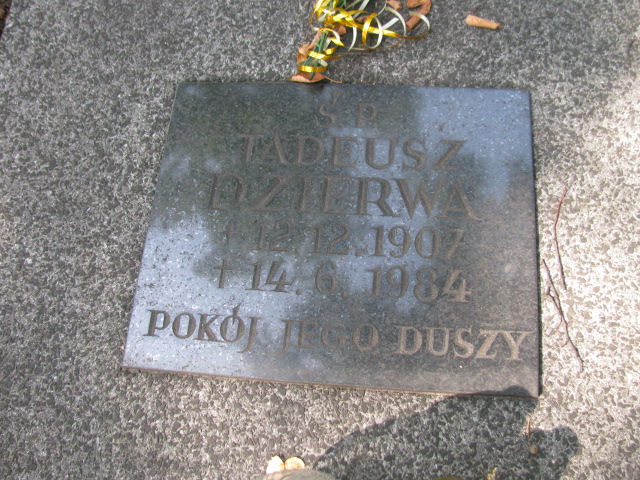 Ś.P.
TADEUSZ
DZIERWA
* 12.12.1907
† 14.6.1984
POKÓJ JEGO DUSZY